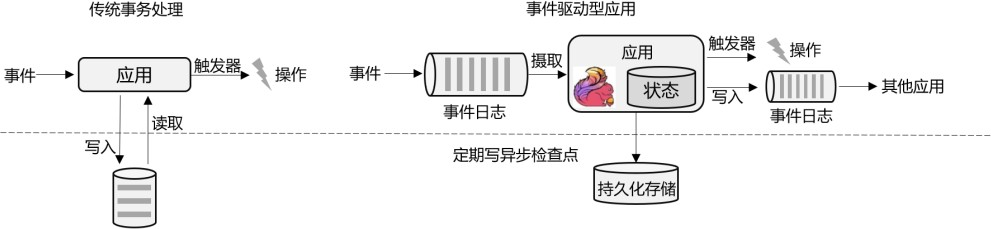 传统事务处理
事件
应用
触发器
操作
写入
读取
事件驱动型应用
事件
事件日志
摄取
应用
状态
触发器
操作
写入
事件日志
其他应用
定期写异步检查点
持久化存储